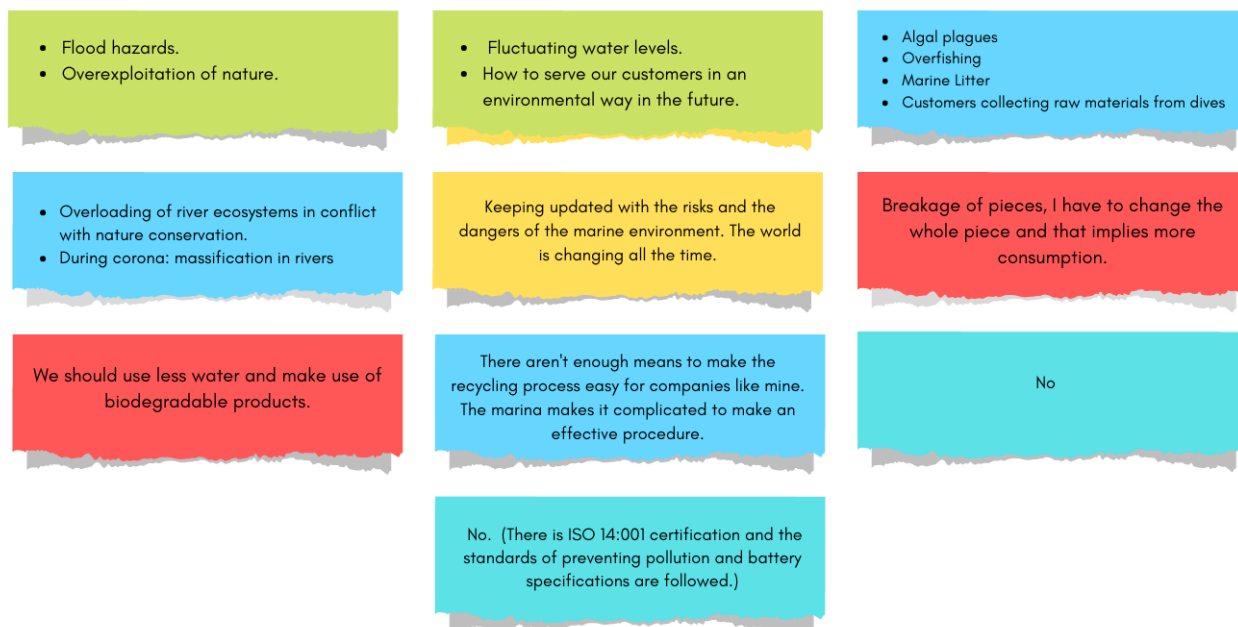 • Flood hazards.
• Overexploitation of nature.
• Fluctuating water levels.
• How to serve our customers in an
environmental way in the future.
• Algal plagues
• Overfishing
• Marine Litter
• Customers collecting raw materials from dives
• Overloading of river ecosystems in conflict
with nature conservation.
• During corona: massification in rivers
Keeping updated with the risks and the
dangers of the marine environment. The world
is changing all the time.
Breakage of pieces, I have to change the
whole piece and that implies more
consumption.
We should use less water and make use of
biodegradable products.
There aren't enough means to make the
recycling process easy for companies like mine.
The marina makes it complicated to make an
effective procedure.
No
No. (There is ISO 14:001 certification and the
standards of preventing pollution and battery
specifications are followed.)